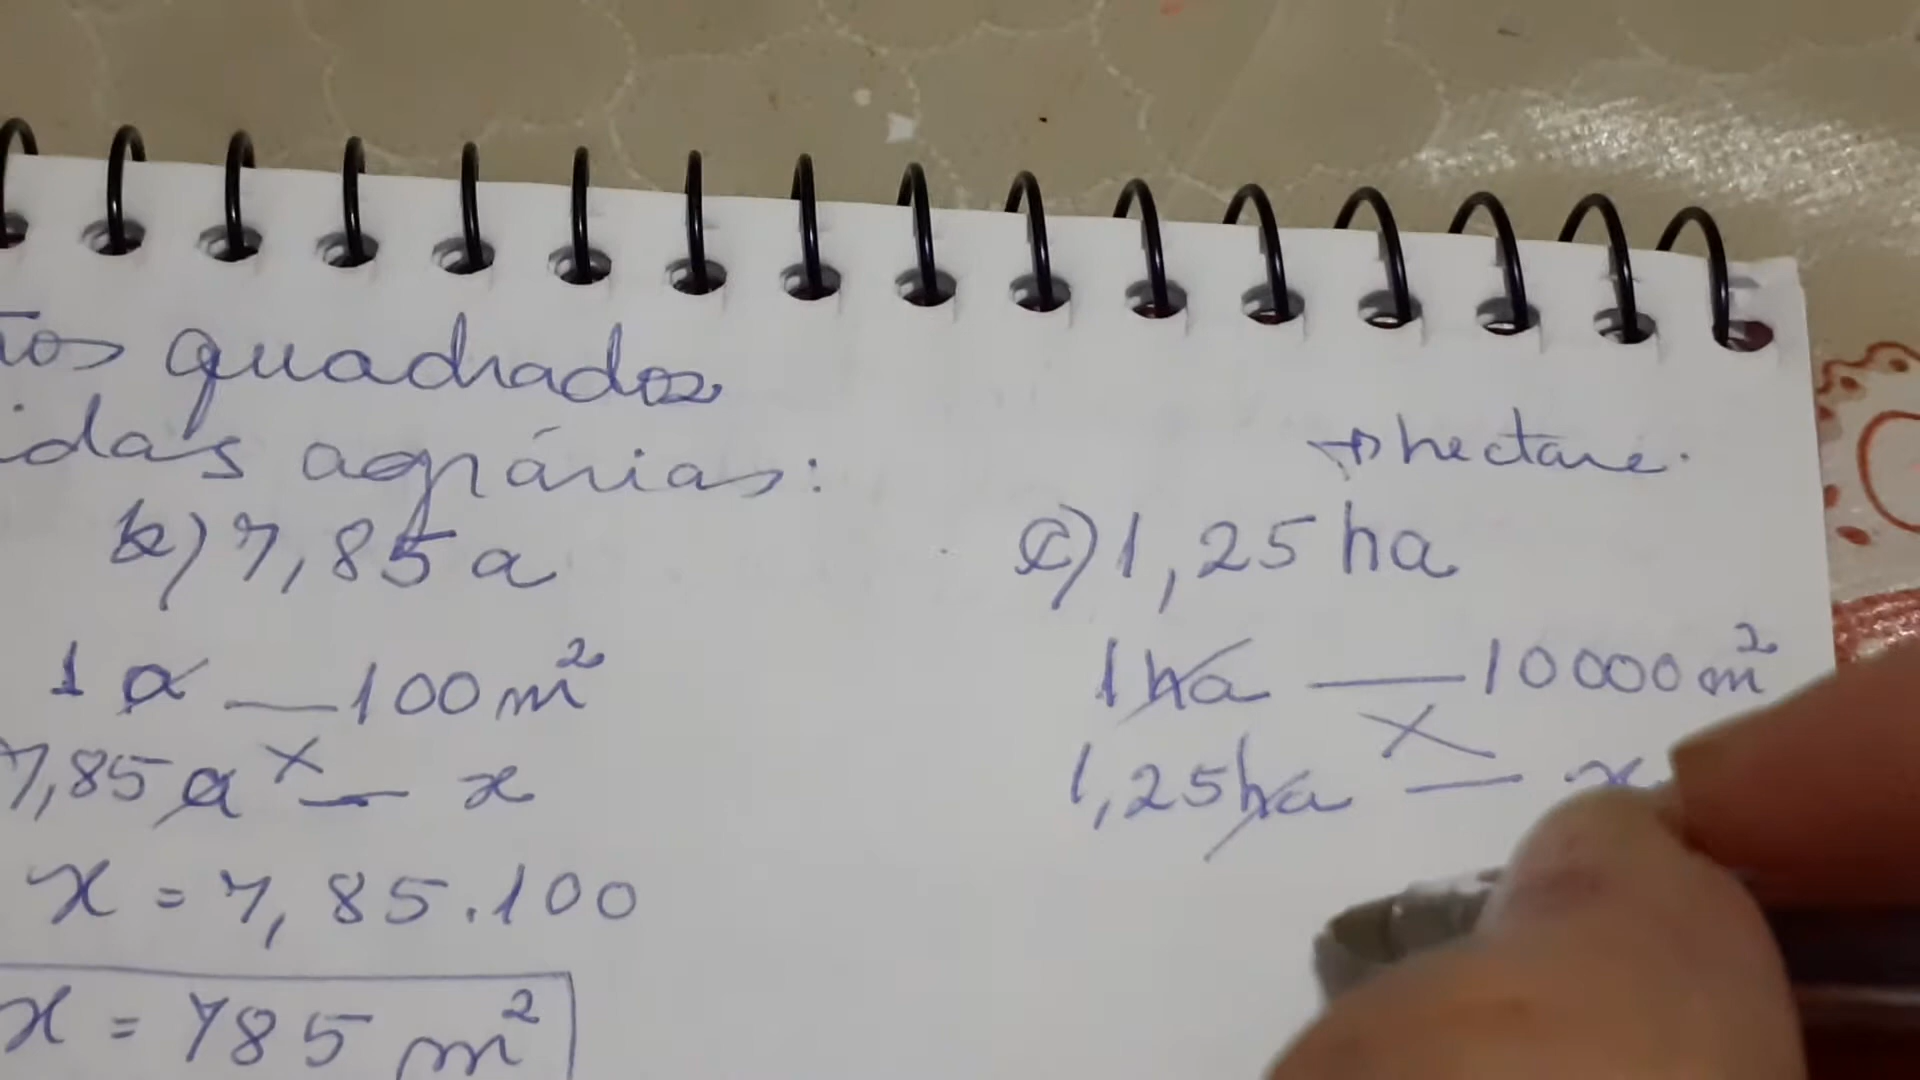 quadrados
agrárias:
b) 7,85 a
1 a — 100 m²
7,85 a × — x
x = 7,85 . 100
x = 785 m²
→ hectare.
c) 1,25 ha
1 ha — 10000 m²
×
1,25 ha — x